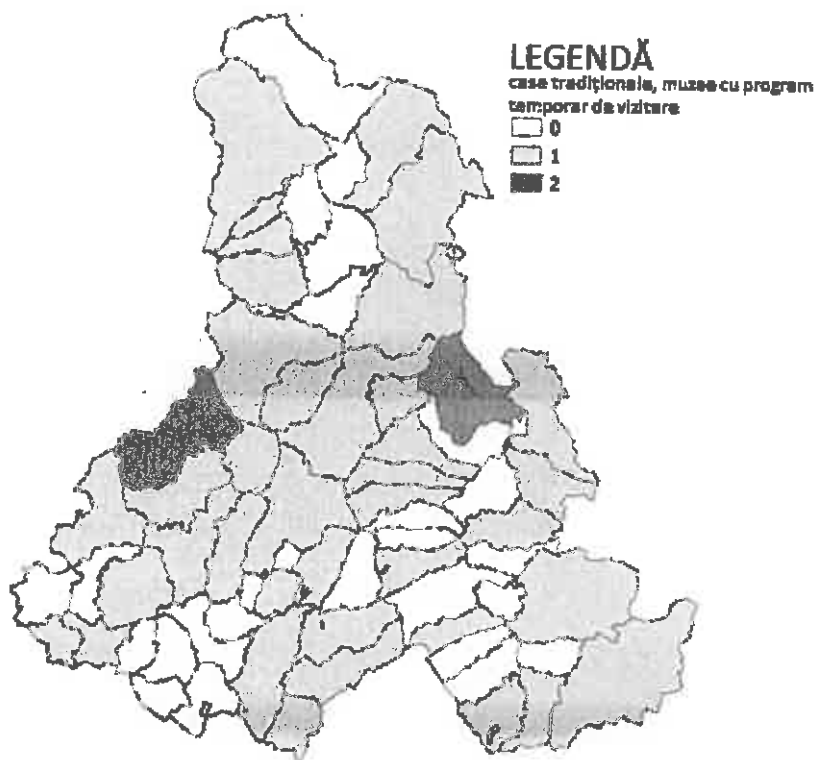 LEGENDĂ
case tradiționale, muzee cu program
temporar de vizitare
0
1
2